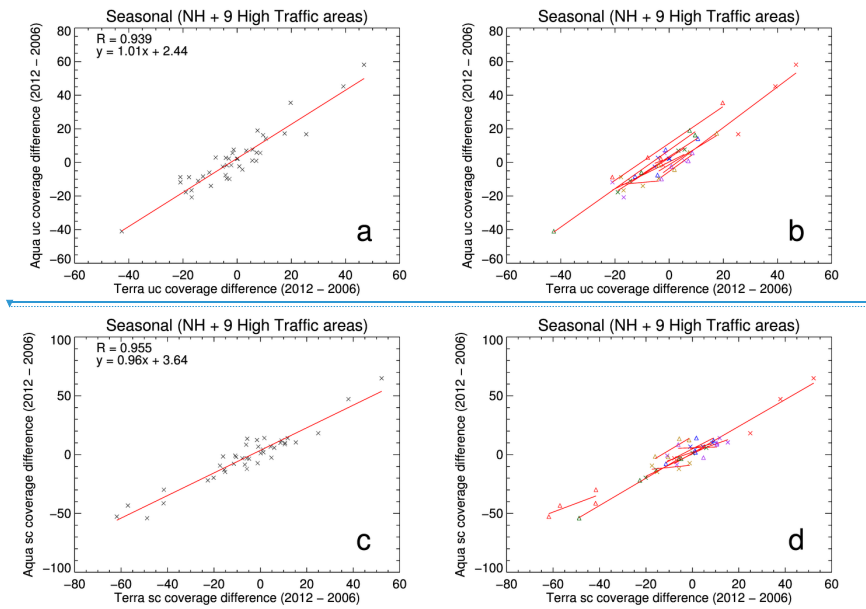 Seasonal (NH + 9 High Traffic areas)
R = 0.939
y = 1.01x + 2.44
Aqua uc coverage difference (2012 − 2006)
80
60
40
20
0
−20
−40
−60
a
−60 −40 −20 0 20 40 60
Terra uc coverage difference (2012 − 2006)
Seasonal (NH + 9 High Traffic areas)
Aqua uc coverage difference (2012 − 2006)
80
60
40
20
0
−20
−40
−60
b
−60 −40 −20 0 20 40 60
Terra uc coverage difference (2012 − 2006)
Seasonal (NH + 9 High Traffic areas)
R = 0.955
y = 0.96x + 3.64
Aqua sc coverage difference (2012 − 2006)
100
50
0
−50
−100
c
−80 −60 −40 −20 0 20 40 60
Terra sc coverage difference (2012 − 2006)
Seasonal (NH + 9 High Traffic areas)
Aqua sc coverage difference (2012 − 2006)
100
50
0
−50
−100
d
−80 −60 −40 −20 0 20 40 60
Terra sc coverage difference (2012 − 2006)